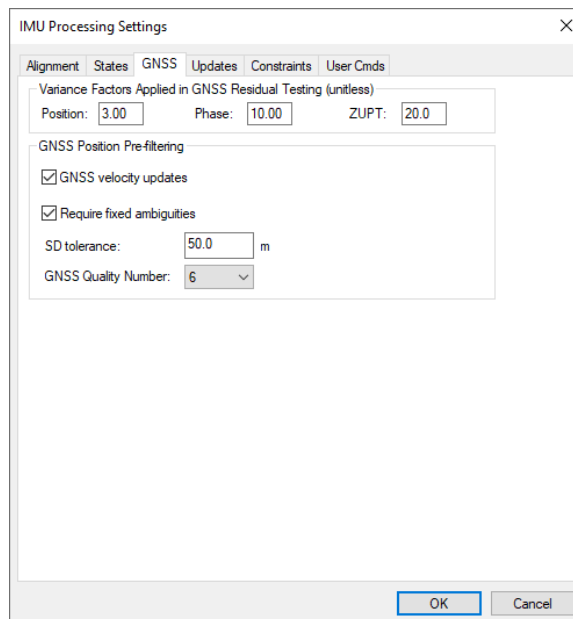 IMU Processing Settings
Alignment States GNSS Updates Constraints User Cmds
Variance Factors Applied in GNSS Residual Testing (unitless)
Position: 3.00 Phase: 10.00 ZUPT: 20.0
GNSS Position Pre-filtering
GNSS velocity updates
Require fixed ambiguities
SD tolerance: 50.0 m
GNSS Quality Number: 6
OK Cancel